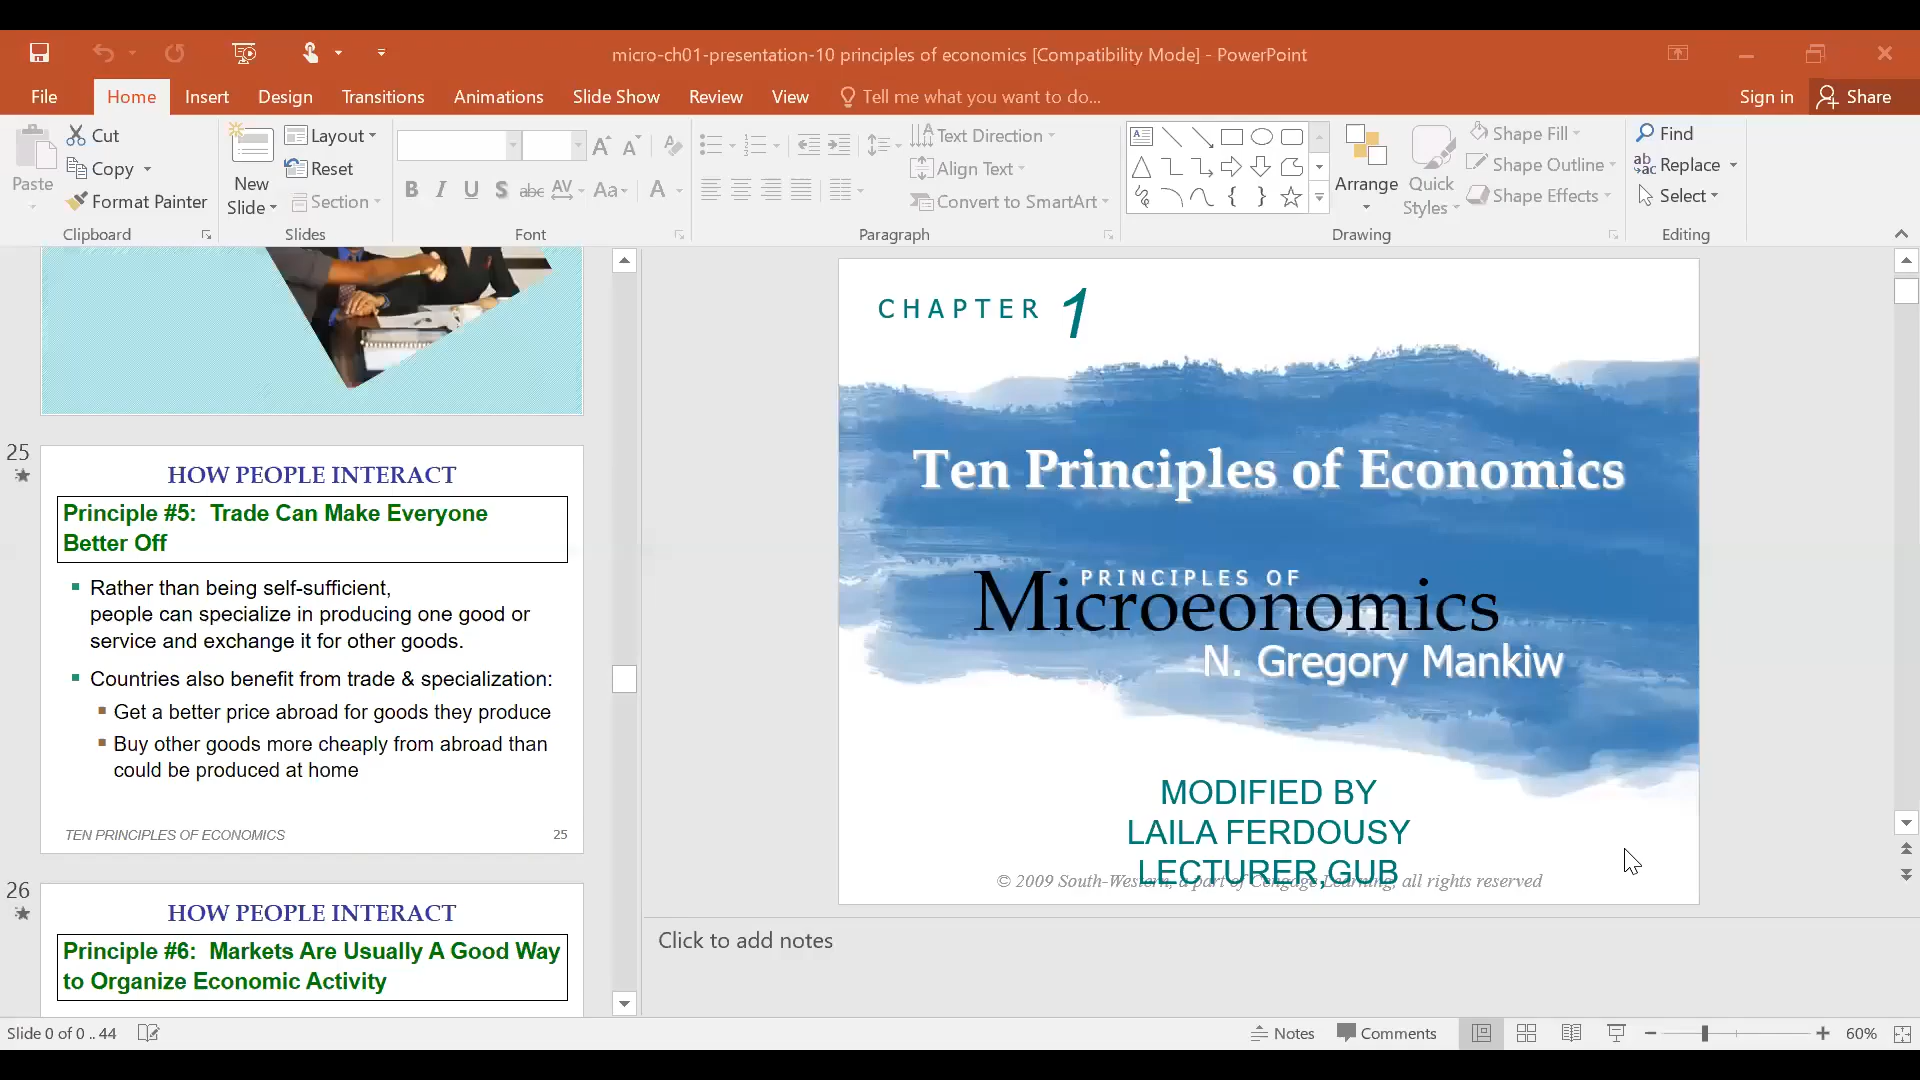 micro-ch01-presentation-10 principles of economics [Compatibility Mode] - PowerPoint
File Home Insert Design Transitions Animations Slide Show Review View Tell me what you want to do... Sign in Share
Paste
Cut
Copy
Format Painter
Clipboard
New
Slide
Layout
Reset
Section
Slides
B I U S abc AV Aa A
Font
Text Direction
Align Text
Convert to SmartArt
Paragraph
Arrange
Quick
Styles
Shape Fill
Shape Outline
Shape Effects
Drawing
Find
Replace
Select
Editing
25
HOW PEOPLE INTERACT
Principle #5: Trade Can Make Everyone
Better Off
Rather than being self-sufficient,
people can specialize in producing one good or
service and exchange it for other goods.
Countries also benefit from trade & specialization:
Get a better price abroad for goods they produce
Buy other goods more cheaply from abroad than
could be produced at home
TEN PRINCIPLES OF ECONOMICS 25
26
HOW PEOPLE INTERACT
Principle #6: Markets Are Usually A Good Way
to Organize Economic Activity
CHAPTER 1
Ten Principles of Economics
PRINCIPLES OF
Microeonomics
N. Gregory Mankiw
MODIFIED BY
LAILA FERDOUSY
LECTURER,GUB
© 2009 South-Western, a part of Cengage Learning, all rights reserved
Click to add notes
Slide 0 of 0 .. 44
Notes Comments 60%